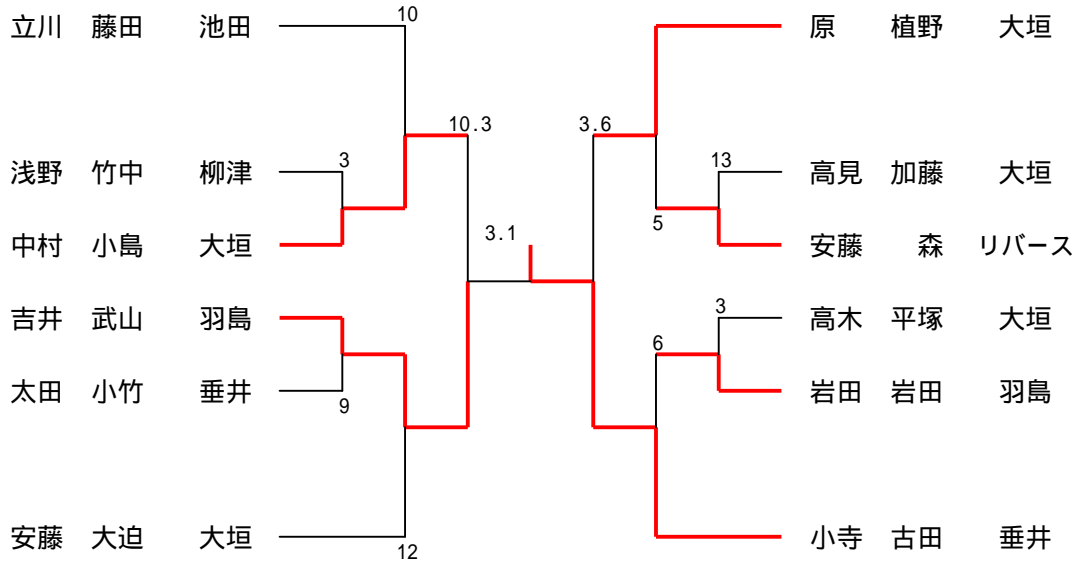 立川 藤田 池田 10 原 植野 大垣
10.3 3.6
浅野 竹中 柳津 3 13 高見 加藤 大垣
5
中村 小島 大垣 3.1 安藤 森 リバース
吉井 武山 羽島 3 高木 平塚 大垣
6
太田 小竹 垂井 9 岩田 岩田 羽島
安藤 大迫 大垣 12 小寺 古田 垂井